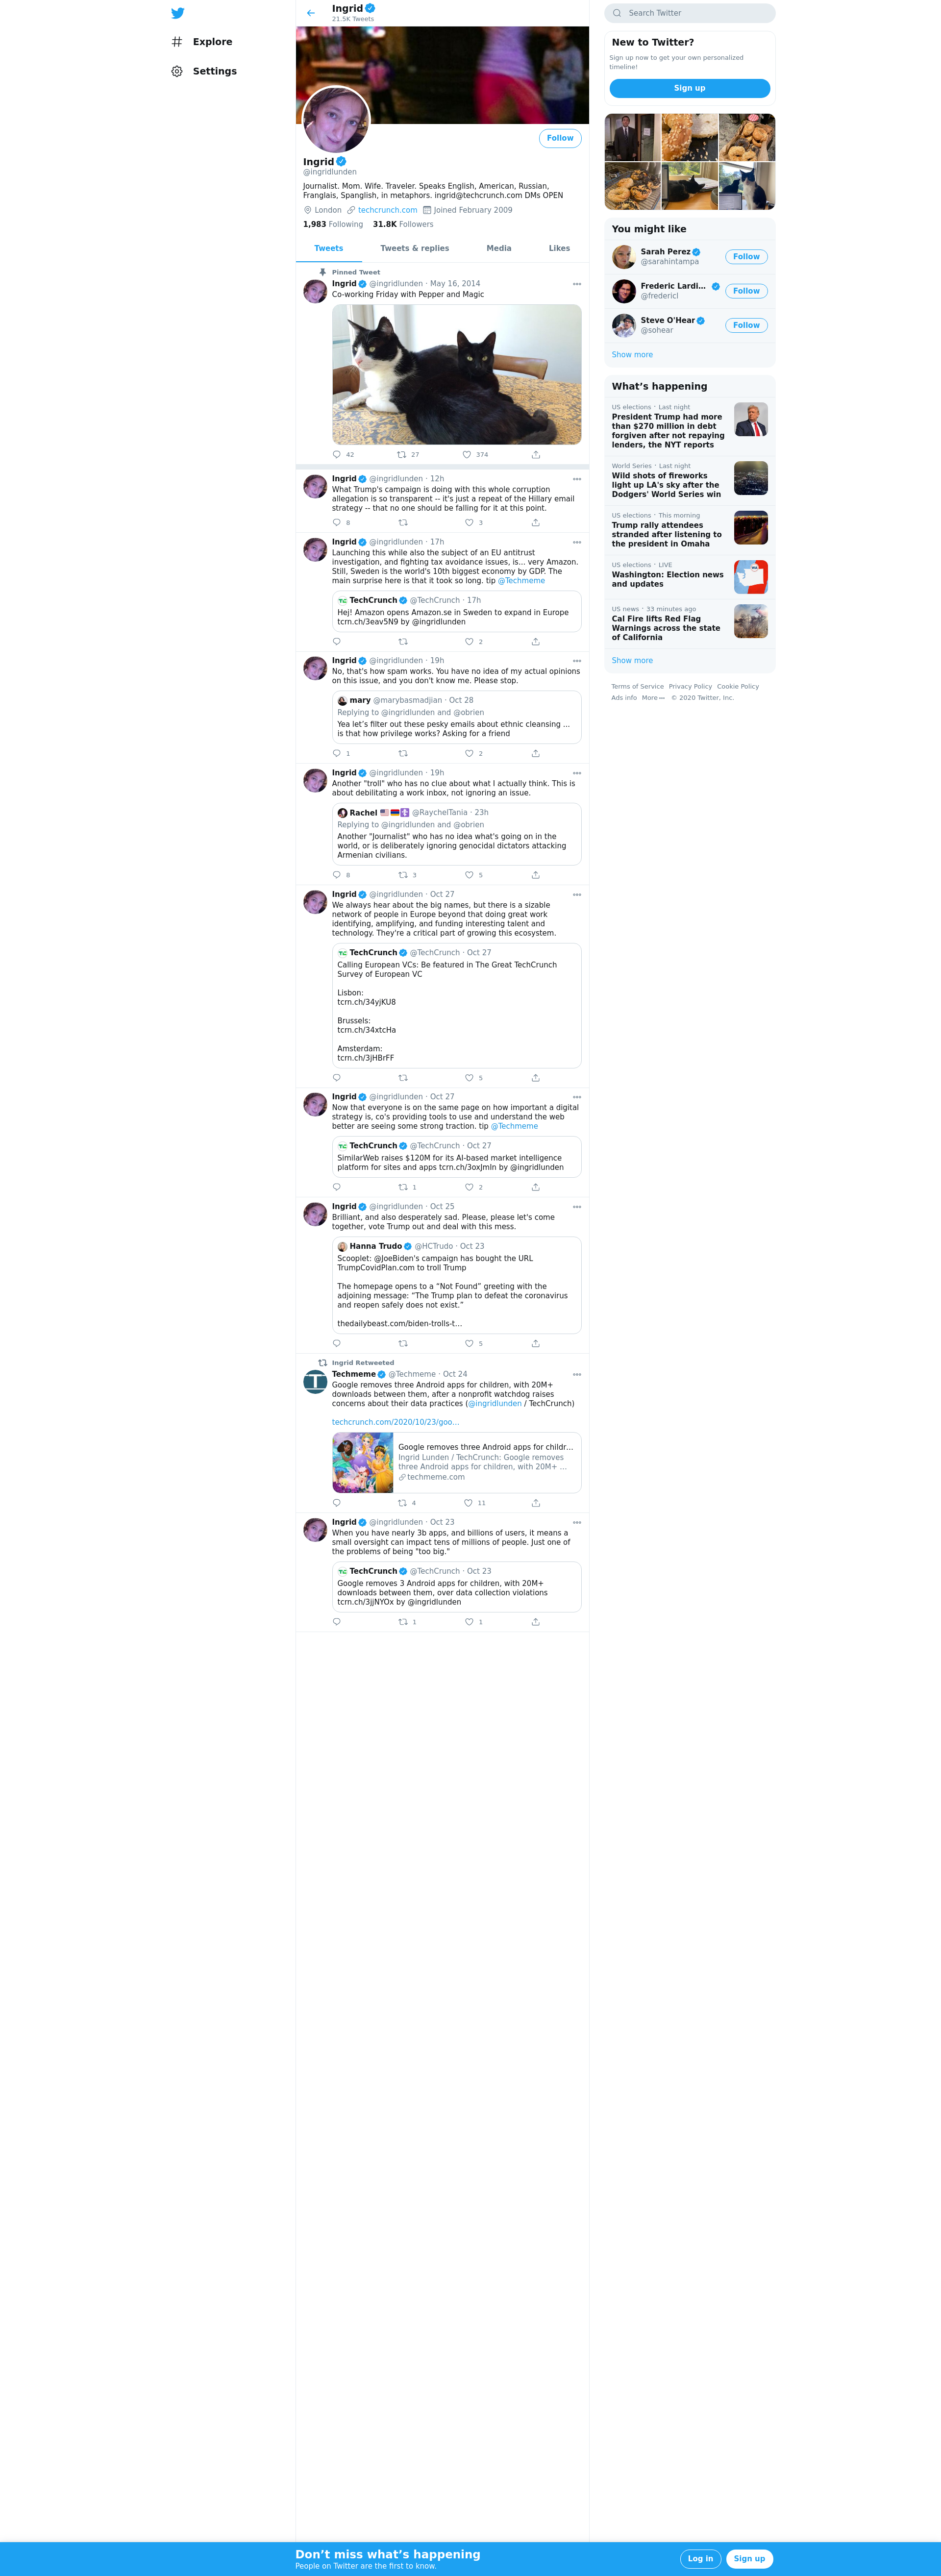 Explore
Settings
Ingrid
21.5K Tweets
Follow
Ingrid
@ingridlunden
Journalist. Mom. Wife. Traveler. Speaks English, American, Russian,
Franglais, Spanglish, in metaphors. ingrid@techcrunch.com DMs OPEN
London techcrunch.com Joined February 2009
1,983 Following 31.8K Followers
Tweets Tweets & replies Media Likes
Pinned Tweet
Ingrid @ingridlunden · May 16, 2014
Co-working Friday with Pepper and Magic
42 27 374
Ingrid @ingridlunden · 12h
What Trump's campaign is doing with this whole corruption
allegation is so transparent -- it's just a repeat of the Hillary email
strategy -- that no one should be falling for it at this point.
8 3
Ingrid @ingridlunden · 17h
Launching this while also the subject of an EU antitrust
investigation, and fighting tax avoidance issues, is... very Amazon.
Still, Sweden is the world's 10th biggest economy by GDP. The
main surprise here is that it took so long. tip @Techmeme
TechCrunch @TechCrunch · 17h
Hej! Amazon opens Amazon.se in Sweden to expand in Europe
tcrn.ch/3eav5N9 by @ingridlunden
2
Ingrid @ingridlunden · 19h
No, that's how spam works. You have no idea of my actual opinions
on this issue, and you don't know me. Please stop.
mary @marybasmadjian · Oct 28
Replying to @ingridlunden and @obrien
Yea let’s filter out these pesky emails about ethnic cleansing ...
is that how privilege works? Asking for a friend
1 2
Ingrid @ingridlunden · 19h
Another "troll" who has no clue about what I actually think. This is
about debilitating a work inbox, not ignoring an issue.
Rachel @RaychelTania · 23h
Replying to @ingridlunden and @obrien
Another "Journalist" who has no idea what's going on in the
world, or is deliberately ignoring genocidal dictators attacking
Armenian civilians.
8 3 5
Ingrid @ingridlunden · Oct 27
We always hear about the big names, but there is a sizable
network of people in Europe beyond that doing great work
identifying, amplifying, and funding interesting talent and
technology. They're a critical part of growing this ecosystem.
TechCrunch @TechCrunch · Oct 27
Calling European VCs: Be featured in The Great TechCrunch
Survey of European VC
Lisbon:
tcrn.ch/34yjKU8
Brussels:
tcrn.ch/34xtcHa
Amsterdam:
tcrn.ch/3jHBrFF
5
Ingrid @ingridlunden · Oct 27
Now that everyone is on the same page on how important a digital
strategy is, co's providing tools to use and understand the web
better are seeing some strong traction. tip @Techmeme
TechCrunch @TechCrunch · Oct 27
SimilarWeb raises $120M for its AI-based market intelligence
platform for sites and apps tcrn.ch/3oxJmIn by @ingridlunden
1 2
Ingrid @ingridlunden · Oct 25
Brilliant, and also desperately sad. Please, please let's come
together, vote Trump out and deal with this mess.
Hanna Trudo @HCTrudo · Oct 23
Scooplet: @JoeBiden's campaign has bought the URL
TrumpCovidPlan.com to troll Trump
The homepage opens to a “Not Found” greeting with the
adjoining message: “The Trump plan to defeat the coronavirus
and reopen safely does not exist.”
thedailybeast.com/biden-trolls-t…
5
Ingrid Retweeted
Techmeme @Techmeme · Oct 24
Google removes three Android apps for children, with 20M+
downloads between them, after a nonprofit watchdog raises
concerns about their data practices (@ingridlunden / TechCrunch)
techcrunch.com/2020/10/23/goo…
Google removes three Android apps for childr...
Ingrid Lunden / TechCrunch: Google removes
three Android apps for children, with 20M+ ...
techmeme.com
4 11
Ingrid @ingridlunden · Oct 23
When you have nearly 3b apps, and billions of users, it means a
small oversight can impact tens of millions of people. Just one of
the problems of being "too big."
TechCrunch @TechCrunch · Oct 23
Google removes 3 Android apps for children, with 20M+
downloads between them, over data collection violations
tcrn.ch/3jjNYOx by @ingridlunden
1 1
Search Twitter
New to Twitter?
Sign up now to get your own personalized
timeline!
Sign up
You might like
Sarah Perez
@sarahintampa
Follow
Frederic Lardi...
@fredericl
Follow
Steve O'Hear
@sohear
Follow
Show more
What’s happening
US elections · Last night
President Trump had more
than $270 million in debt
forgiven after not repaying
lenders, the NYT reports
World Series · Last night
Wild shots of fireworks
light up LA's sky after the
Dodgers' World Series win
US elections · This morning
Trump rally attendees
stranded after listening to
the president in Omaha
US elections · LIVE
Washington: Election news
and updates
US news · 33 minutes ago
Cal Fire lifts Red Flag
Warnings across the state
of California
Show more
Terms of Service Privacy Policy Cookie Policy
Ads info More © 2020 Twitter, Inc.
Don’t miss what’s happening
People on Twitter are the first to know.
Log in Sign up